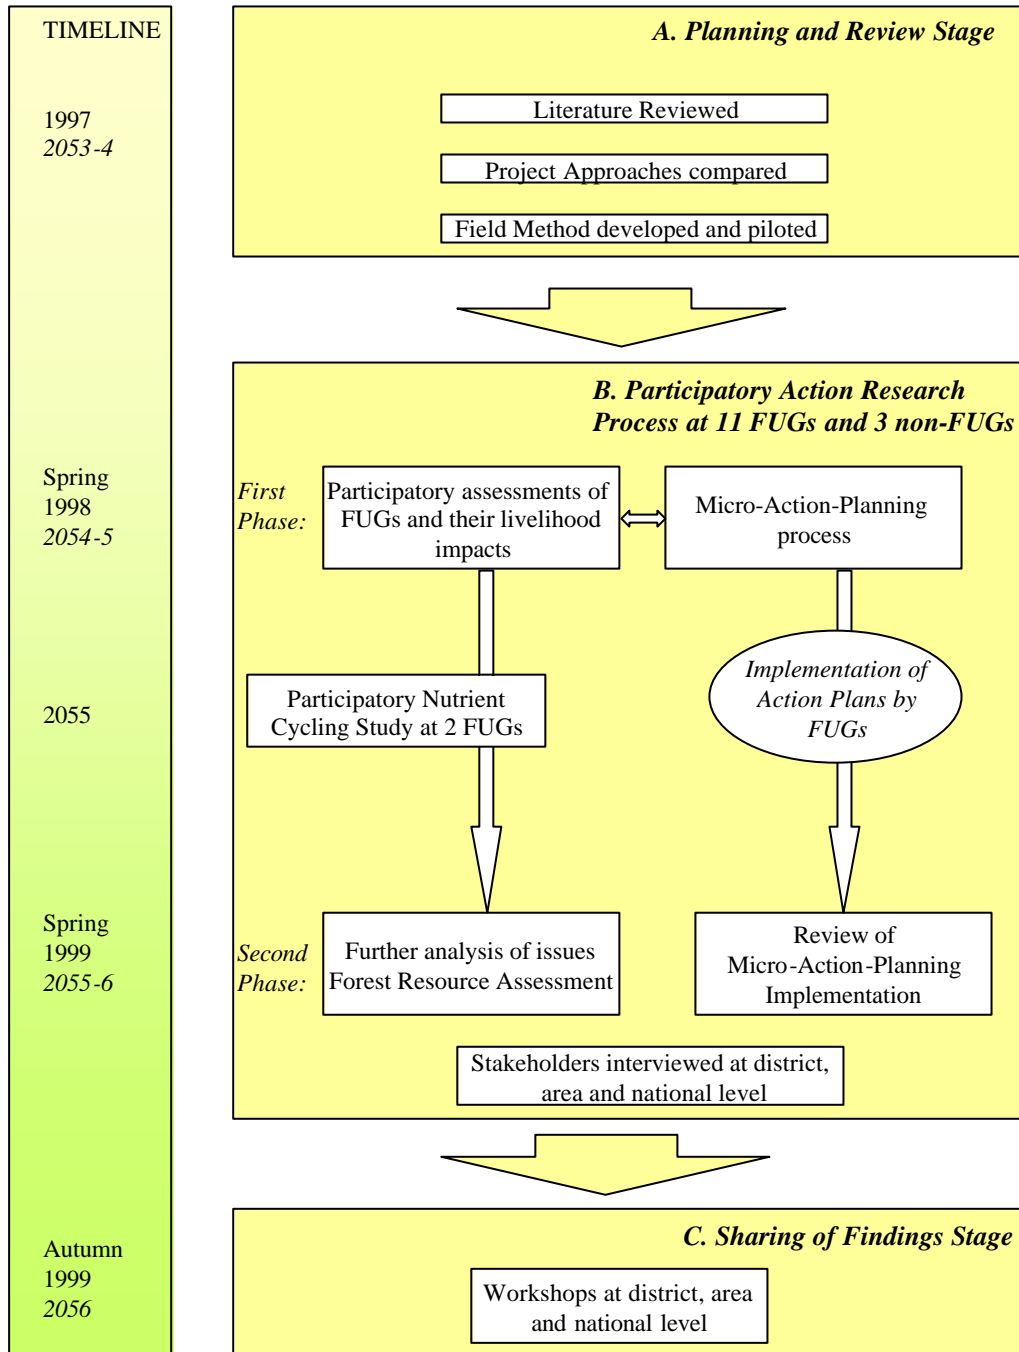 TIMELINE
A. Planning and Review Stage
1997
2053-4
Literature Reviewed
Project Approaches compared
Field Method developed and piloted
B. Participatory Action Research
Process at 11 FUGs and 3 non-FUGs
Spring
1998
2054-5
First
Phase:
Participatory assessments of
FUGs and their livelihood
impacts
Micro-Action-Planning
process
2055
Participatory Nutrient
Cycling Study at 2 FUGs
Implementation of
Action Plans by
FUGs
Spring
1999
2055-6
Second
Phase:
Further analysis of issues
Forest Resource Assessment
Review of
Micro-Action-Planning
Implementation
Stakeholders interviewed at district,
area and national level
C. Sharing of Findings Stage
Autumn
1999
2056
Workshops at district, area
and national level